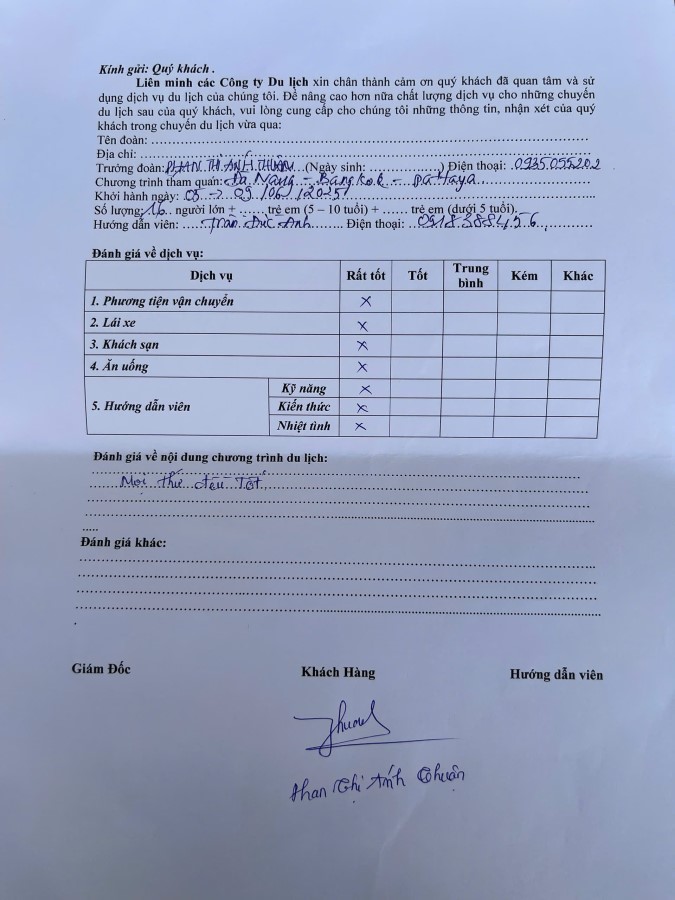 Kính gửi: Quý khách .
Liên minh các Công ty Du lịch xin chân thành cảm ơn quý khách đã quan tâm và sử
dụng dịch vụ du lịch của chúng tôi. Để nâng cao hơn nữa chất lượng dịch vụ cho những chuyến
du lịch sau của quý khách, vui lòng cung cấp cho chúng tôi những thông tin, nhận xét của quý
khách trong chuyến du lịch vừa qua:
Tên đoàn:
Địa chỉ:
Trưởng đoàn: PHAN THỊ ÁNH THUẬN (Ngày sinh: ) Điện thoại: 0935055202
Chương trình tham quan: Đà Nẵng - Bangkok - pattaya
Khởi hành ngày: 05 -> 09/06/2025
Số lượng: 16 người lớn + ...... trẻ em (5 – 10 tuổi) + ...... trẻ em (dưới 5 tuổi).
Hướng dẫn viên: Trần Đức Anh Điện thoại: 0918388456
Đánh giá về dịch vụ:
Dịch vụ Rất tốt Tốt Trung bình Kém Khác
1. Phương tiện vận chuyển X
2. Lái xe X
3. Khách sạn X
4. Ăn uống X
5. Hướng dẫn viên Kỹ năng X
Kiến thức X
Nhiệt tình X
Đánh giá về nội dung chương trình du lịch:
Mọi thứ đều Tốt
Đánh giá khác:
Giám Đốc Khách Hàng Hướng dẫn viên
Phan Thị Ánh Thuận